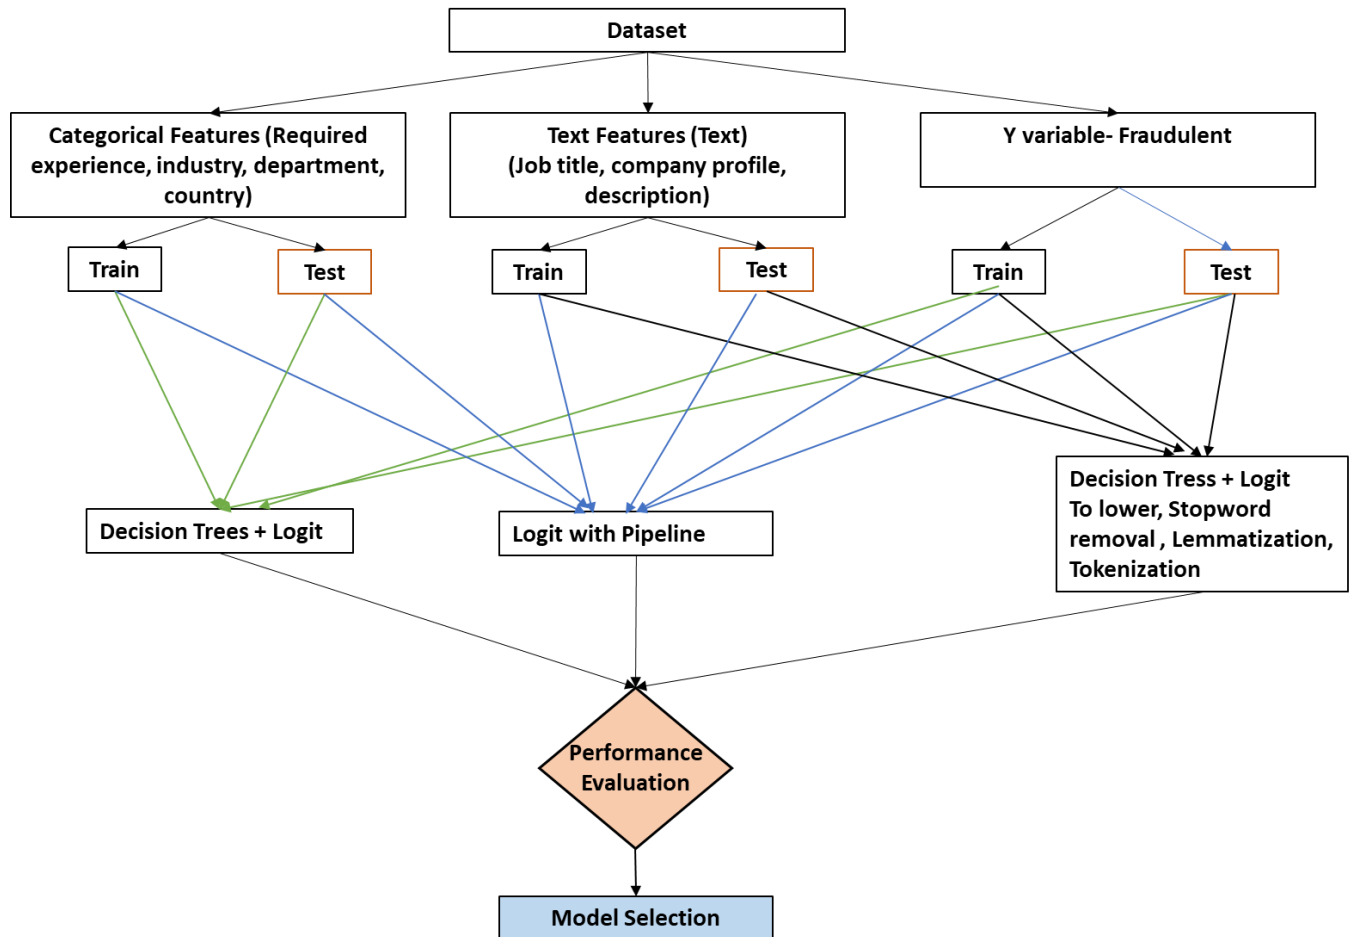 Dataset
Categorical Features (Required
experience, industry, department,
country)
Text Features (Text)
(Job title, company profile,
description)
Y variable- Fraudulent
Train
Test
Train
Test
Train
Test
Decision Trees + Logit
Logit with Pipeline
Decision Tress + Logit
To lower, Stopword
removal , Lemmatization,
Tokenization
Performance
Evaluation
Model Selection